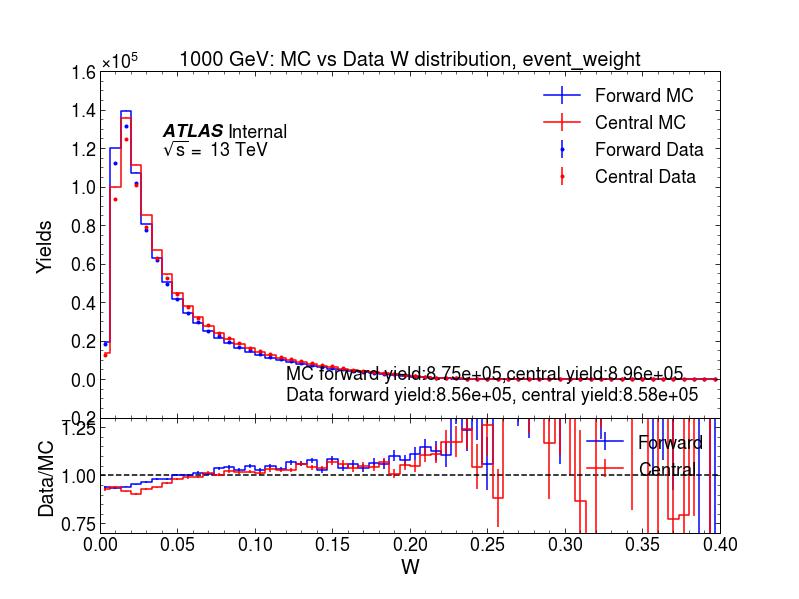 ×10⁵
1000 GeV: MC vs Data W distribution, event_weight
1.6
1.4
1.2
1.0
0.8
0.6
0.4
0.2
0.0
0.2
Yields
ATLAS Internal
√s = 13 TeV
Forward MC
Central MC
Forward Data
Central Data
MC forward yield:8.75e+05 central yield:8.96e+05
Data forward yield:8.56e+05, central yield:8.58e+05
1.25
1.00
0.75
Data/MC
Forward
Central
0.00 0.05 0.10 0.15 0.20 0.25 0.30 0.35 0.40
W